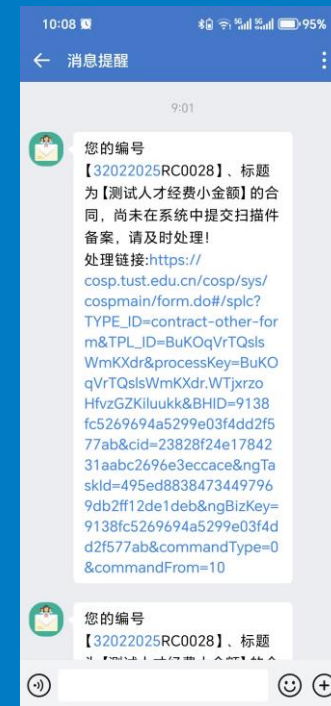 10:08 95%
消息提醒
9:01
您的编号
【32022025RC0028】、标题
为【测试人才经费小金额】的合
同，尚未在系统中提交扫描件
备案，请及时处理！
处理链接:https://
cosp.tust.edu.cn/cosp/sys/
cospmain/form.do#/splc?
TYPE_ID=contract-other-for
m&TPL_ID=BuKOqVrTQsls
WmKXdr&processKey=BuKO
qVrTQslsWmKXdr.WTjxrzo
HfvzGZKiluukk&BHID=9138
fc5269694a5299e03f4dd2f5
77ab&cid=23828f24e17842
31aabc2696e3eccace&ngTa
skId=495ed8838473449796
9db2ff12de1deb&ngBizKey=
9138fc5269694a5299e03f4d
d2f577ab&commandType=0
&commandFrom=10
您的编号
【32022025RC0028】、标题